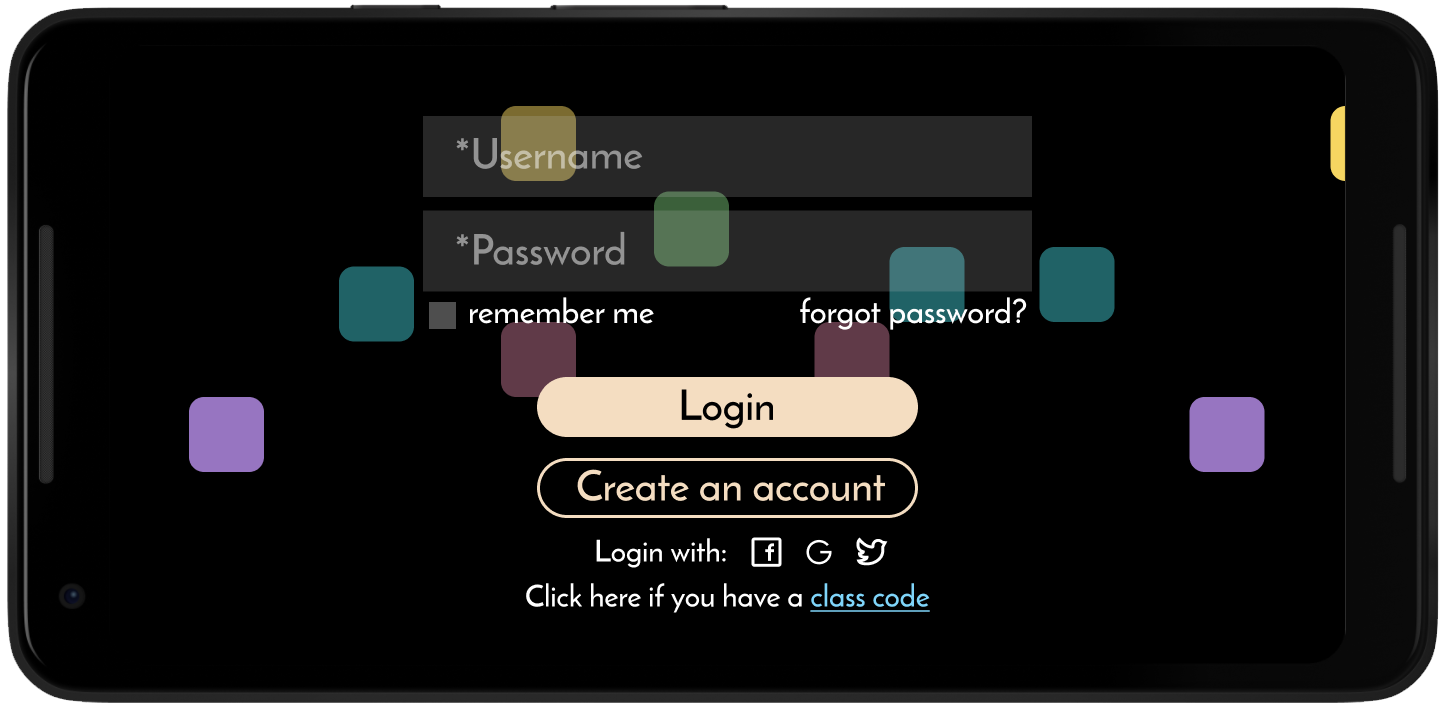 *Username
*Password
remember me
forgot password?
Login
Create an account
Login with: f G
Click here if you have a class code